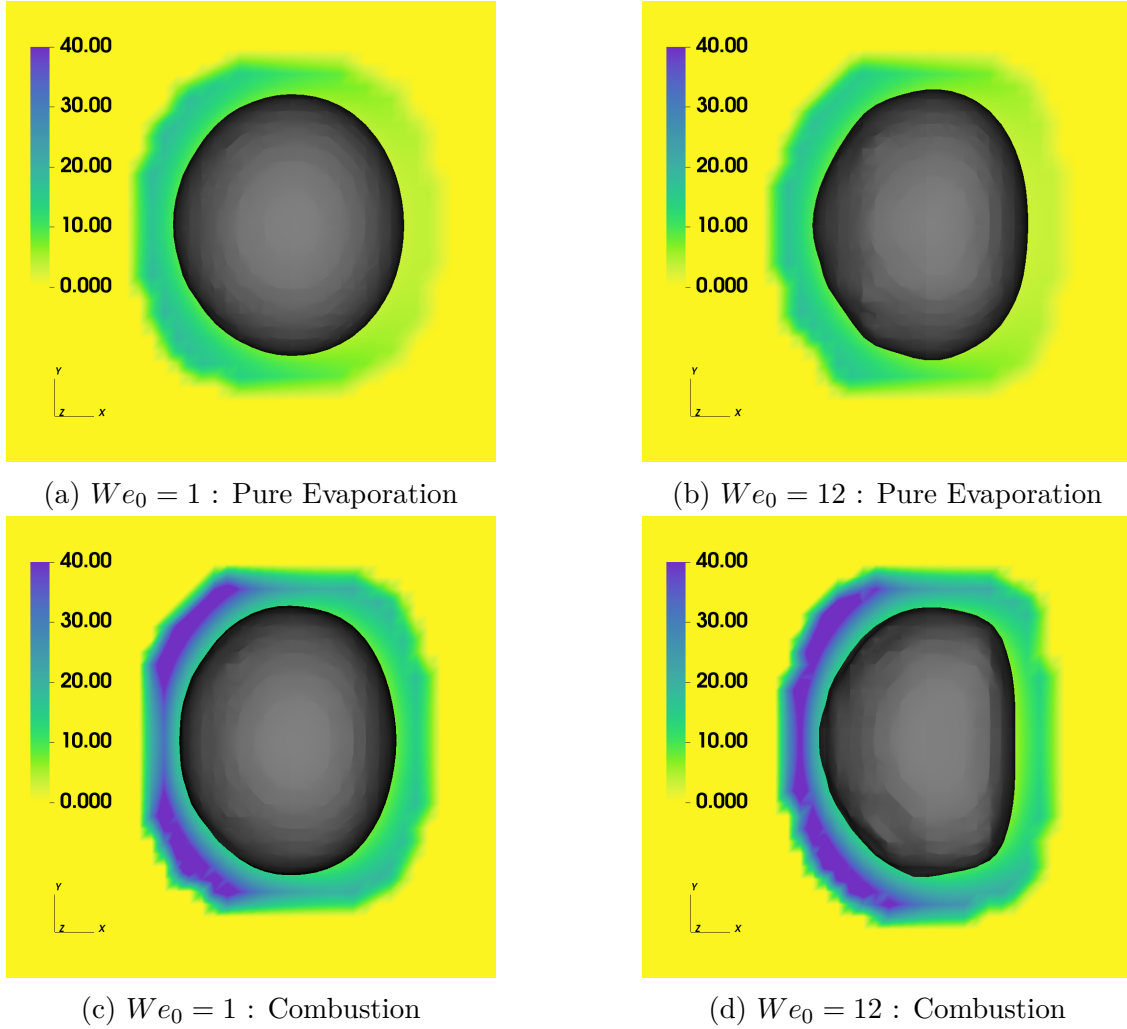 40.00
30.00
20.00
10.00
0.000
Y
Z X
(a) We₀ = 1 : Pure Evaporation
40.00
30.00
20.00
10.00
0.000
Y
Z X
(b) We₀ = 12 : Pure Evaporation
40.00
30.00
20.00
10.00
0.000
Y
Z X
(c) We₀ = 1 : Combustion
40.00
30.00
20.00
10.00
0.000
Y
Z X
(d) We₀ = 12 : Combustion